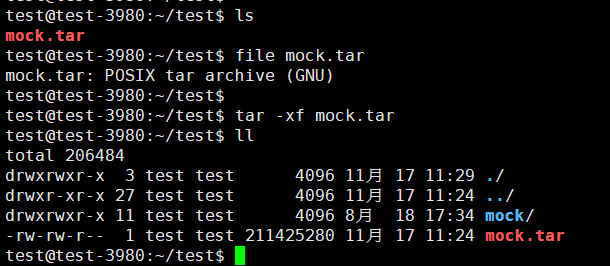 test@test-3980:~/test$ ls
mock.tar
test@test-3980:~/test$ file mock.tar
mock.tar: POSIX tar archive (GNU)
test@test-3980:~/test$
test@test-3980:~/test$ tar -xf mock.tar
test@test-3980:~/test$ ll
total 206484
drwxrwxr-x  3 test test      4096 11月 17 11:29 ./
drwxrwxr-x 27 test test      4096 11月 17 11:24 ../
drwxrwxr-x 11 test test      4096 8月  18 17:34 mock/
-rw-rw-r--  1 test test 211425280 11月 17 11:24 mock.tar
test@test-3980:~/test$